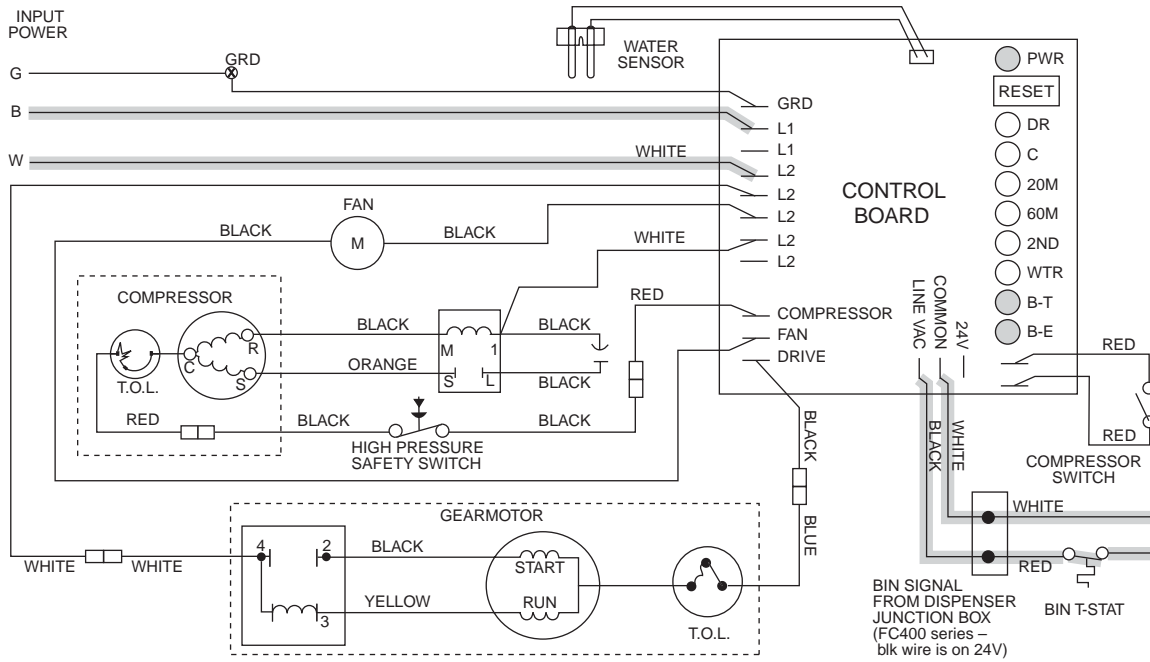 INPUT
POWER
G
GRD
B
W
WATER
SENSOR
WHITE
GRD
L1
L1
L2
L2
L2
L2
L2
CONTROL
BOARD
PWR
RESET
DR
C
20M
60M
2ND
WTR
B-T
B-E
FAN
BLACK
M
BLACK
WHITE
COMPRESSOR
RED
COMPRESSOR
FAN
DRIVE
LINE VAC
COMMON
24V
BLACK
M
1
BLACK
R
C
S
T.O.L.
ORANGE
S
L
BLACK
RED
BLACK
BLACK
HIGH PRESSURE
SAFETY SWITCH
RED
RED
COMPRESSOR
SWITCH
BLACK
BLUE
BLACK
WHITE
WHITE
RED
BIN T-STAT
BIN SIGNAL
FROM DISPENSER
JUNCTION BOX
(FC400 series –
blk wire is on 24V)
GEARMOTOR
WHITE
WHITE
4
2
BLACK
START
3
YELLOW
RUN
T.O.L.